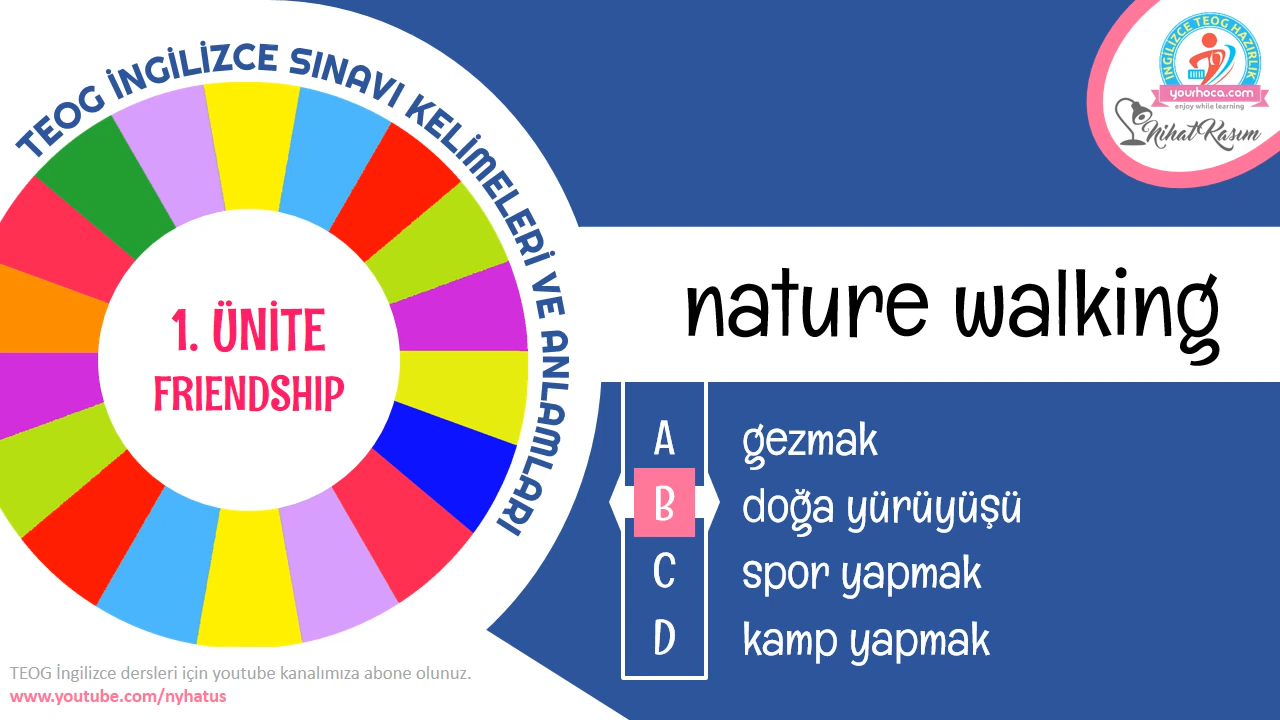 TEOG İNGİLİZCE SINAVI KELİMELERİ VE ANLAMLARI
İNGİLİZCE TEOG HAZIRLIK
yourhoca.com
enjoy while learning
Nihat Kasım
1. ÜNİTE
FRIENDSHIP
nature walking
A gezmak
B doğa yürüyüşü
C spor yapmak
D kamp yapmak
TEOG İngilizce dersleri için youtube kanalımıza abone olunuz.
www.youtube.com/nyhatus